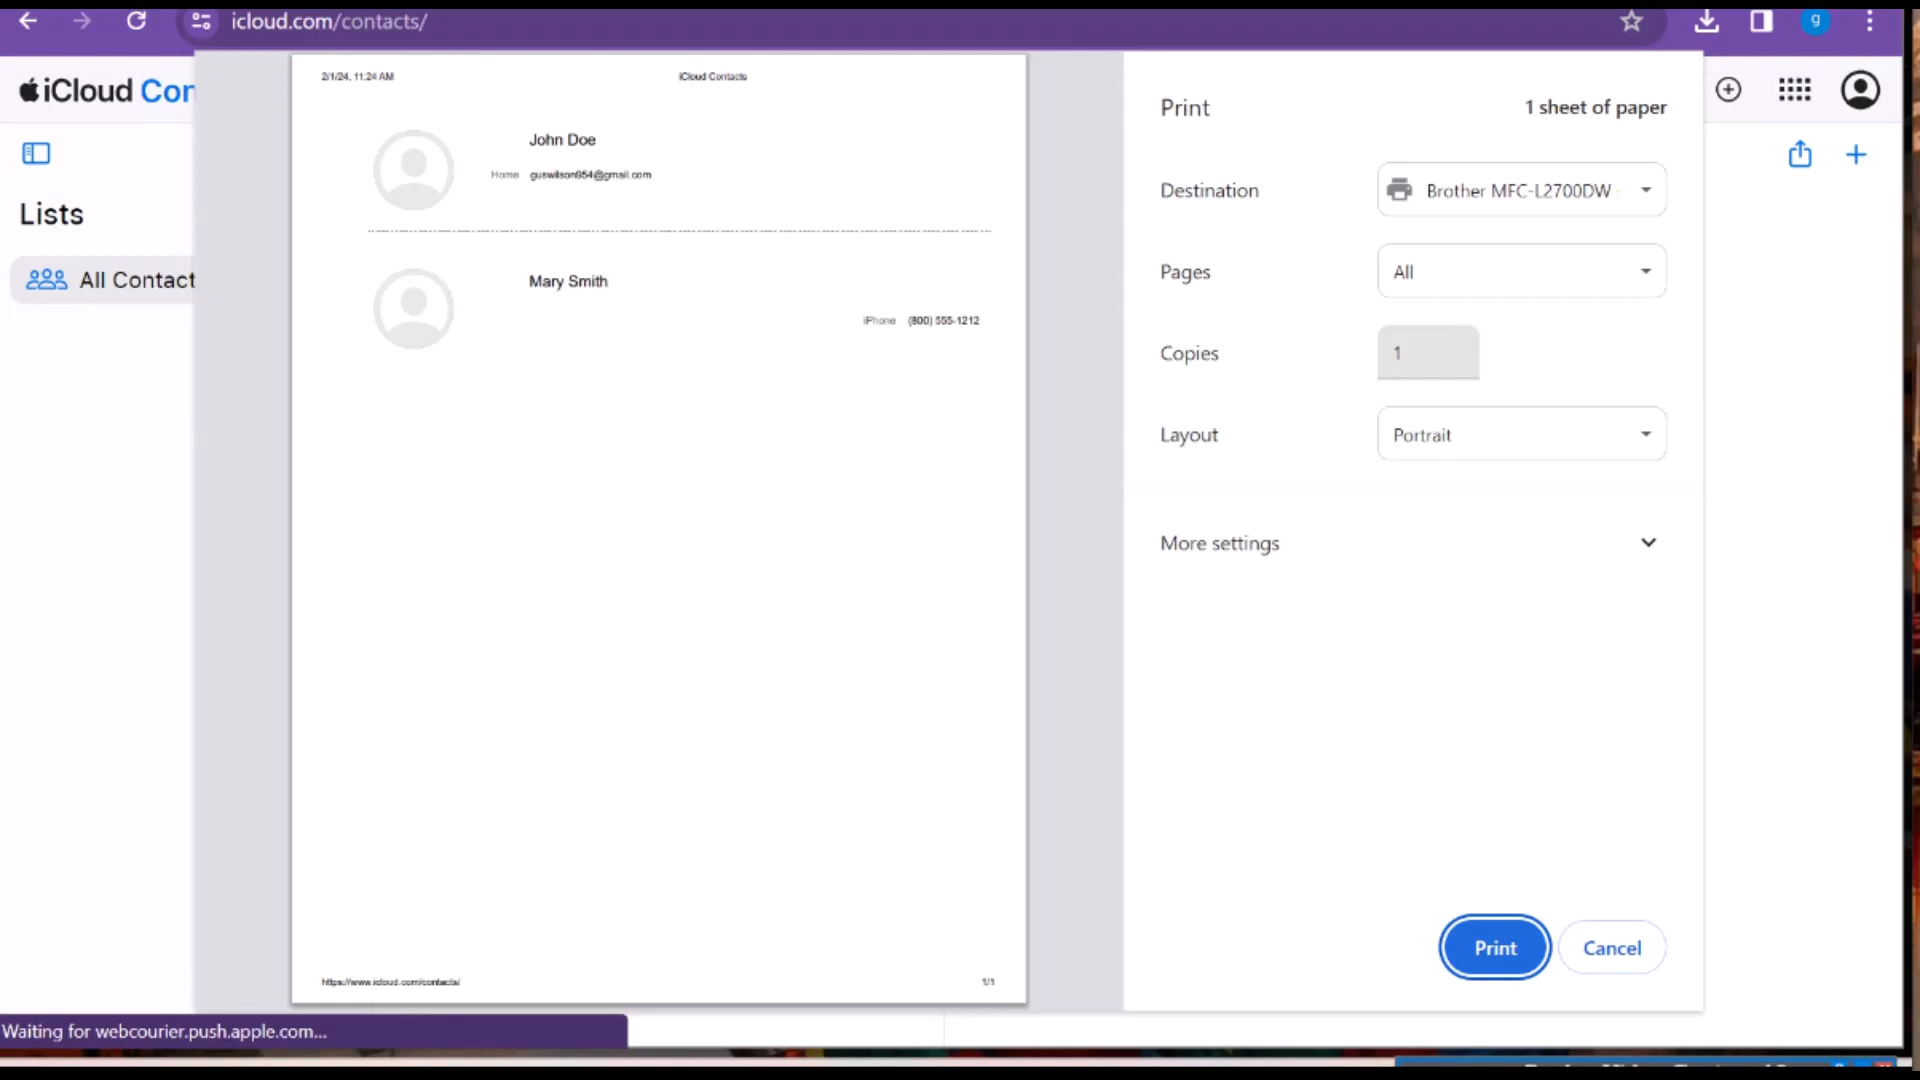 icloud.com/contacts/
g
iCloud Con
Lists
All Contact
2/1/24, 11:24 AM
iCloud Contacts
John Doe
Home guswilson954@gmail.com
Mary Smith
iPhone (800) 555-1212
https://www.icloud.com/contacts/
1/1
Print
1 sheet of paper
Destination
Brother MFC-L2700DW
Pages
All
Copies
1
Layout
Portrait
More settings
Print
Cancel
Waiting for webcourier.push.apple.com...